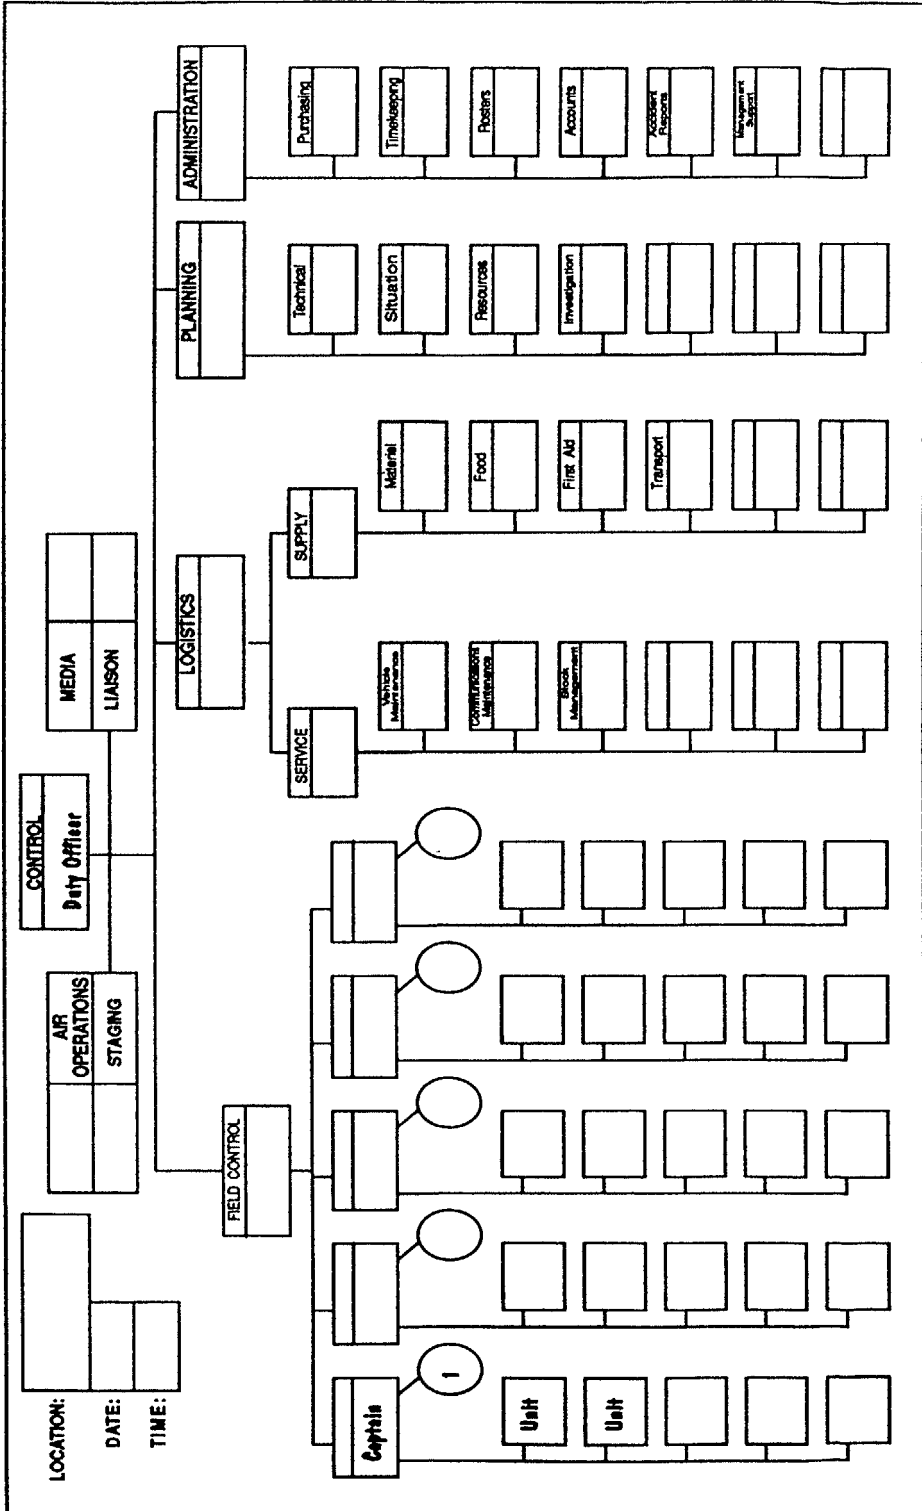 LOCATION:
DATE:
TIME:
AIR
OPERATIONS
STAGING
CONTROL
Duty Officer
MEDIA
LIAISON
FIELD CONTROL
LOGISTICS
PLANNING
ADMINISTRATION
Captain
1
Unit
Unit
SERVICE
Vehicle
Maintenance
Communications
Maintenance
Stock
Management
SUPPLY
Material
Food
First Aid
Transport
Technical
Situation
Resources
Investigation
Purchasing
Timekeeping
Rosters
Accounts
Accident
Reports
Management
Support